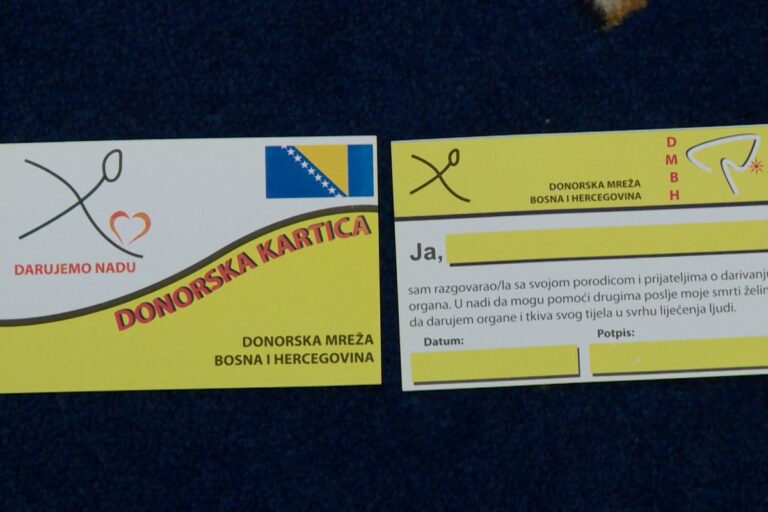 DARUJEMO NADU
DONORSKA KARTICA
DONORSKA MREŽA
BOSNA I HERCEGOVINA
DONORSKA MREŽA
BOSNA I HERCEGOVINA
D
M
B
H
Ja,
sam razgovarao/la sa svojom porodicom i prijateljima o darivanju
organa. U nadi da mogu pomoći drugima poslje moje smrti želim
da darujem organe i tkiva svog tijela u svrhu liječenja ljudi.
Datum:
Potpis: